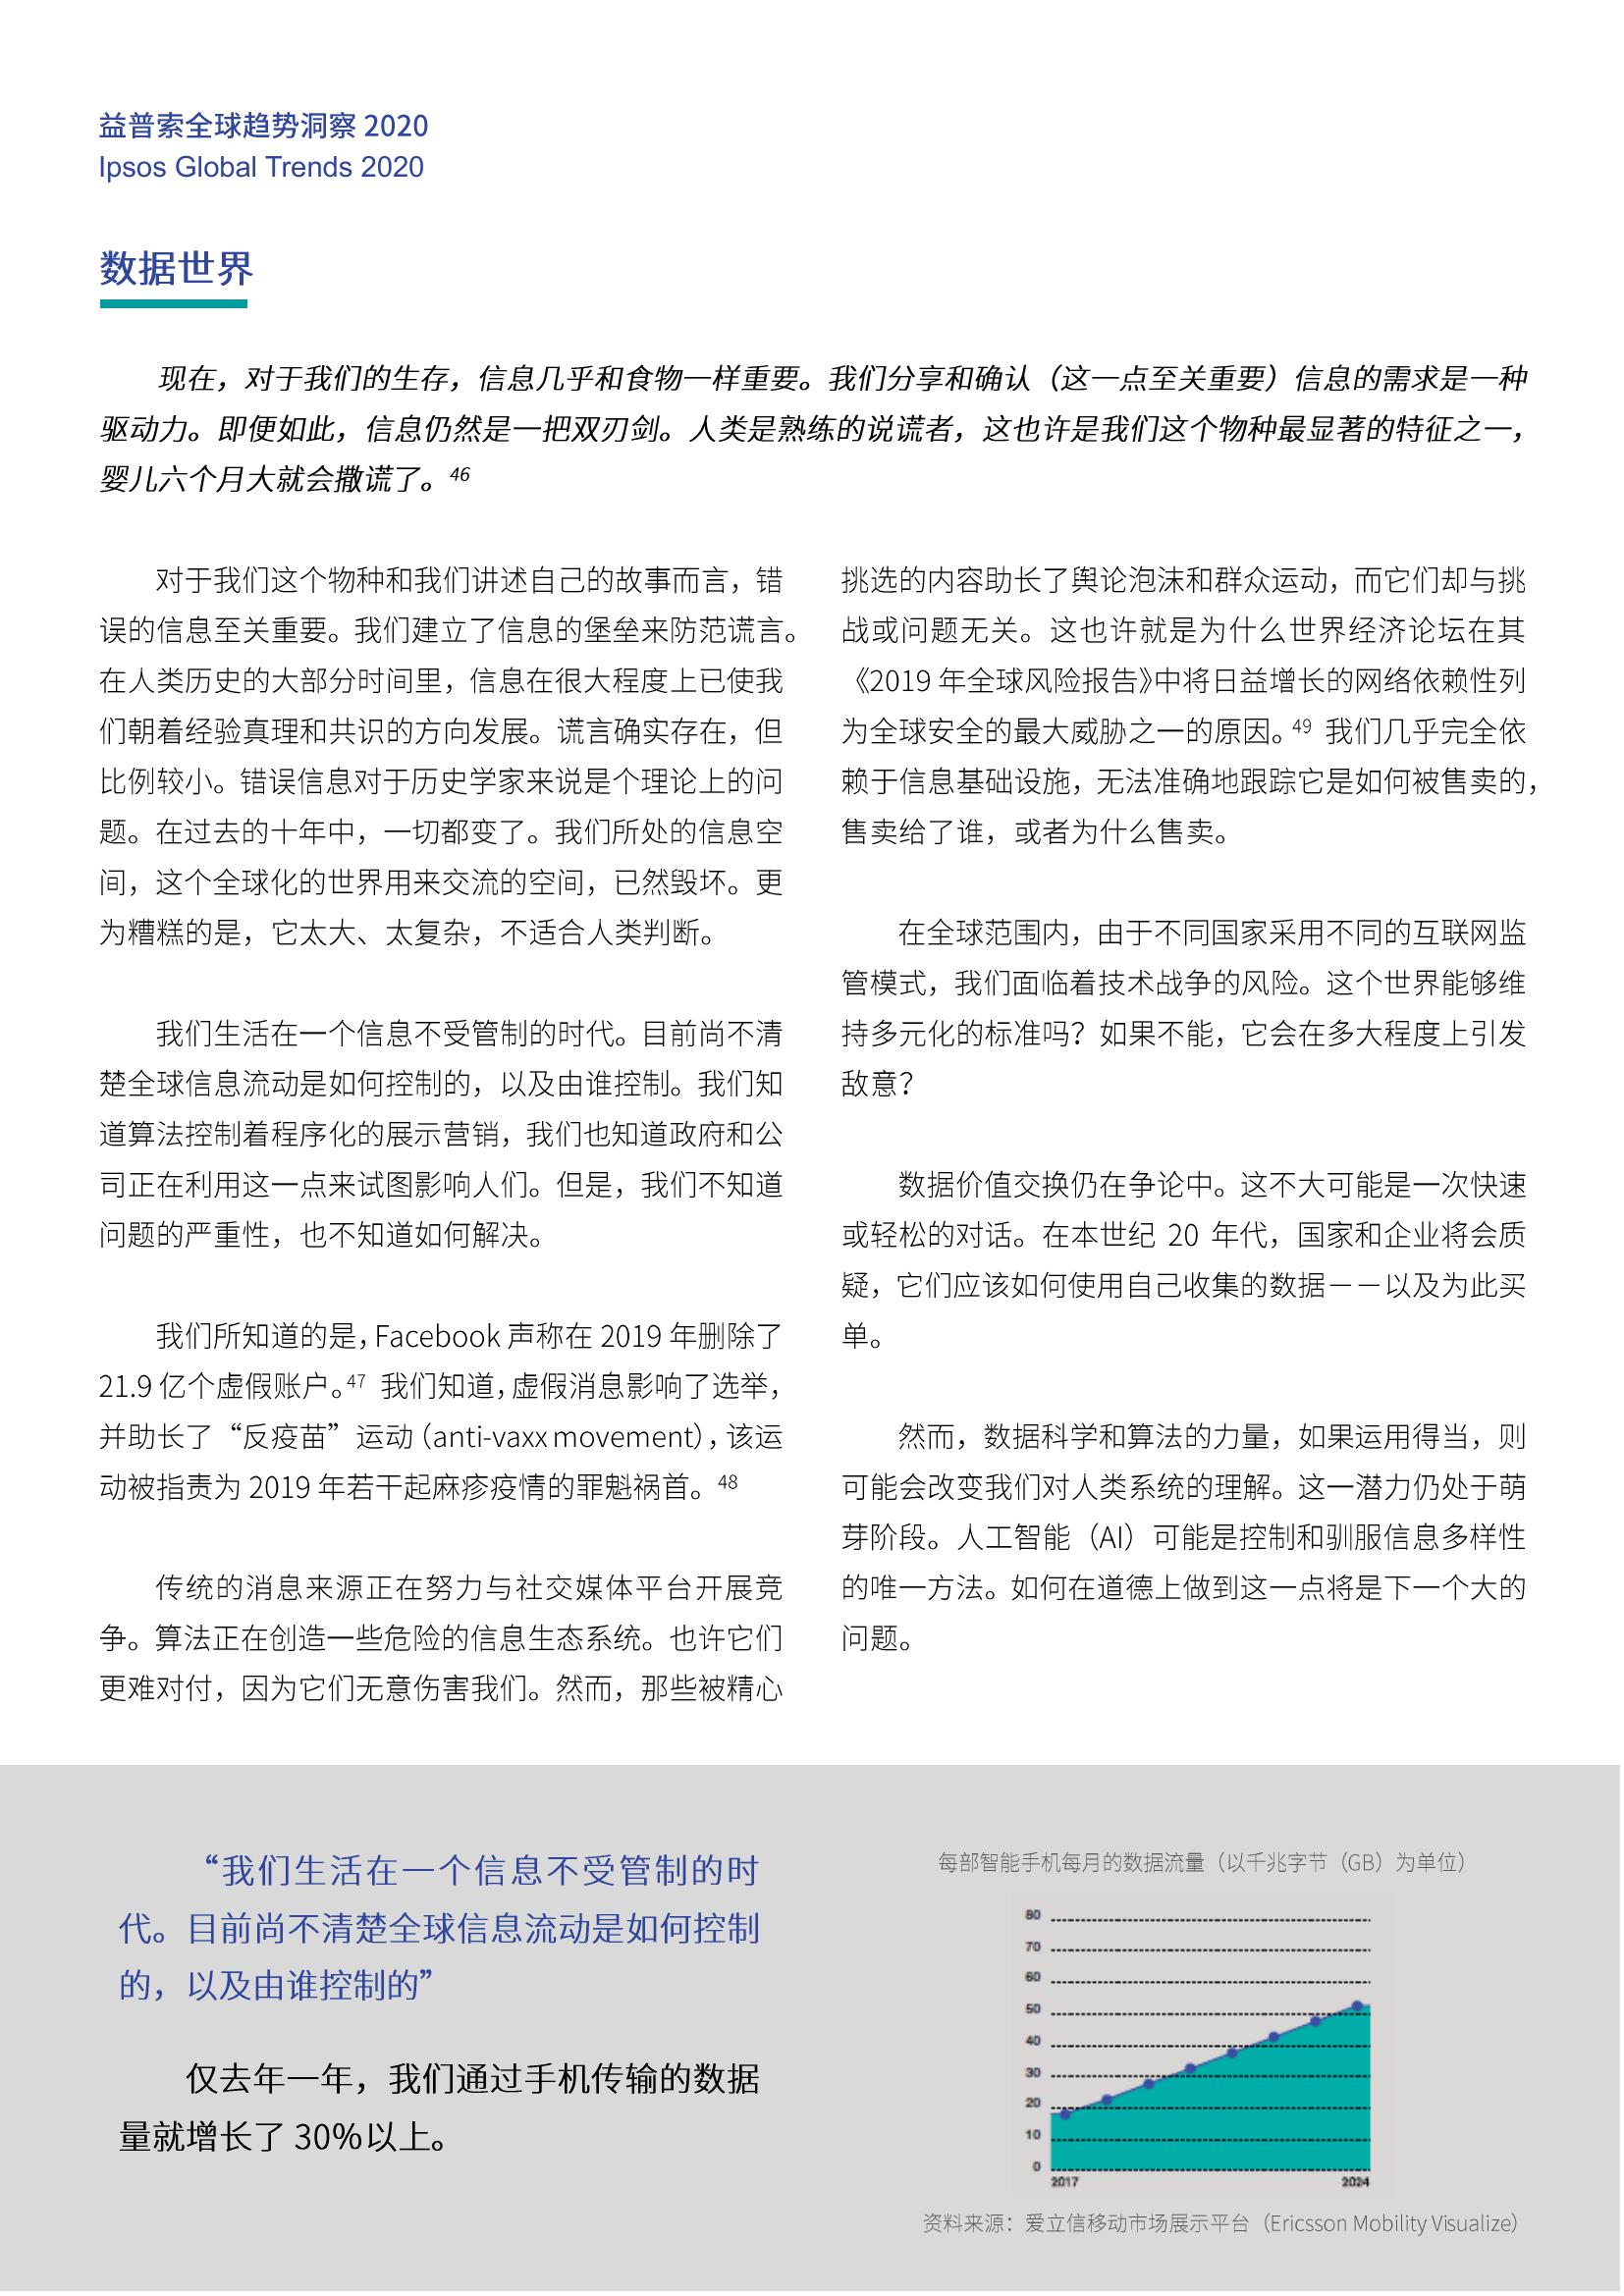 益普索全球趋势洞察 2020
Ipsos Global Trends 2020
数据世界
现在，对于我们的生存，信息几乎和食物一样重要。我们分享和确认（这一点至关重要）信息的需求是一种
驱动力。即便如此，信息仍然是一把双刃剑。人类是熟练的说谎者，这也许是我们这个物种最显著的特征之一，
婴儿六个月大就会撒谎了。46
对于我们这个物种和我们讲述自己的故事而言，错
误的信息至关重要。我们建立了信息的堡垒来防范谎言。
在人类历史的大部分时间里，信息在很大程度上已使我
们朝着经验真理和共识的方向发展。谎言确实存在，但
比例较小。错误信息对于历史学家来说是个理论上的问
题。在过去的十年中，一切都变了。我们所处的信息空
间，这个全球化的世界用来交流的空间，已然毁坏。更
为糟糕的是，它太大、太复杂，不适合人类判断。
我们生活在一个信息不受管制的时代。目前尚不清
楚全球信息流动是如何控制的，以及由谁控制。我们知
道算法控制着程序化的展示营销，我们也知道政府和公
司正在利用这一点来试图影响人们。但是，我们不知道
问题的严重性，也不知道如何解决。
我们所知道的是，Facebook 声称在 2019 年删除了
21.9 亿个虚假账户。47 我们知道，虚假消息影响了选举，
并助长了“反疫苗”运动（anti-vaxx movement），该运
动被指责为 2019 年若干起麻疹疫情的罪魁祸首。48
传统的消息来源正在努力与社交媒体平台开展竞
争。算法正在创造一些危险的信息生态系统。也许它们
更难对付，因为它们无意伤害我们。然而，那些被精心
挑选的内容助长了舆论泡沫和群众运动，而它们却与挑
战或问题无关。这也许就是为什么世界经济论坛在其
《2019 年全球风险报告》中将日益增长的网络依赖性列
为全球安全的最大威胁之一的原因。49 我们几乎完全依
赖于信息基础设施，无法准确地跟踪它是如何被售卖的，
售卖给了谁，或者为什么售卖。
在全球范围内，由于不同国家采用不同的互联网监
管模式，我们面临着技术战争的风险。这个世界能够维
持多元化的标准吗？如果不能，它会在多大程度上引发
敌意？
数据价值交换仍在争论中。这不大可能是一次快速
或轻松的对话。在本世纪 20 年代，国家和企业将会质
疑，它们应该如何使用自己收集的数据－－以及为此买
单。
然而，数据科学和算法的力量，如果运用得当，则
可能会改变我们对人类系统的理解。这一潜力仍处于萌
芽阶段。人工智能（AI）可能是控制和驯服信息多样性
的唯一方法。如何在道德上做到这一点将是下一个大的
问题。
“我们生活在一个信息不受管制的时
代。目前尚不清楚全球信息流动是如何控制
的，以及由谁控制的”
仅去年一年，我们通过手机传输的数据
量就增长了 30%以上。
每部智能手机每月的数据流量（以千兆字节（GB）为单位）
80
70
60
50
40
30
20
10
0
2017 2024
资料来源：爱立信移动市场展示平台（Ericsson Mobility Visualize）